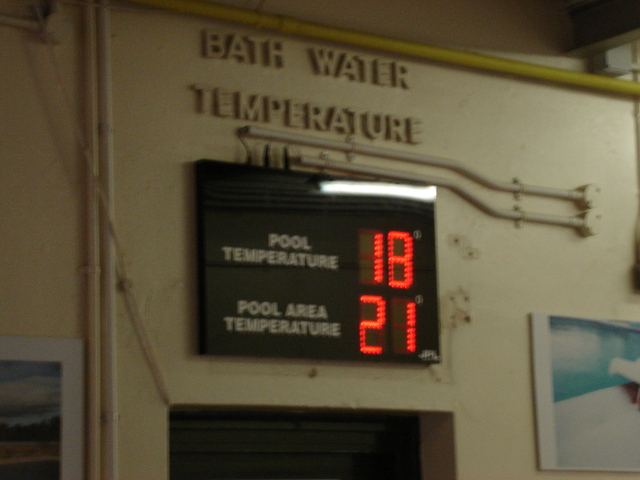 BATH WATER
TEMPERATURE
POOL
TEMPERATURE 18
POOL AREA
TEMPERATURE 21